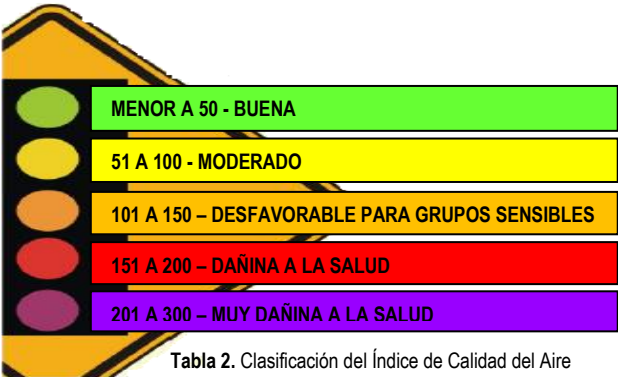 MENOR A 50 - BUENA
51 A 100 - MODERADO
101 A 150 – DESFAVORABLE PARA GRUPOS SENSIBLES
151 A 200 – DAÑINA A LA SALUD
201 A 300 – MUY DAÑINA A LA SALUD
Tabla 2. Clasificación del Índice de Calidad del Aire